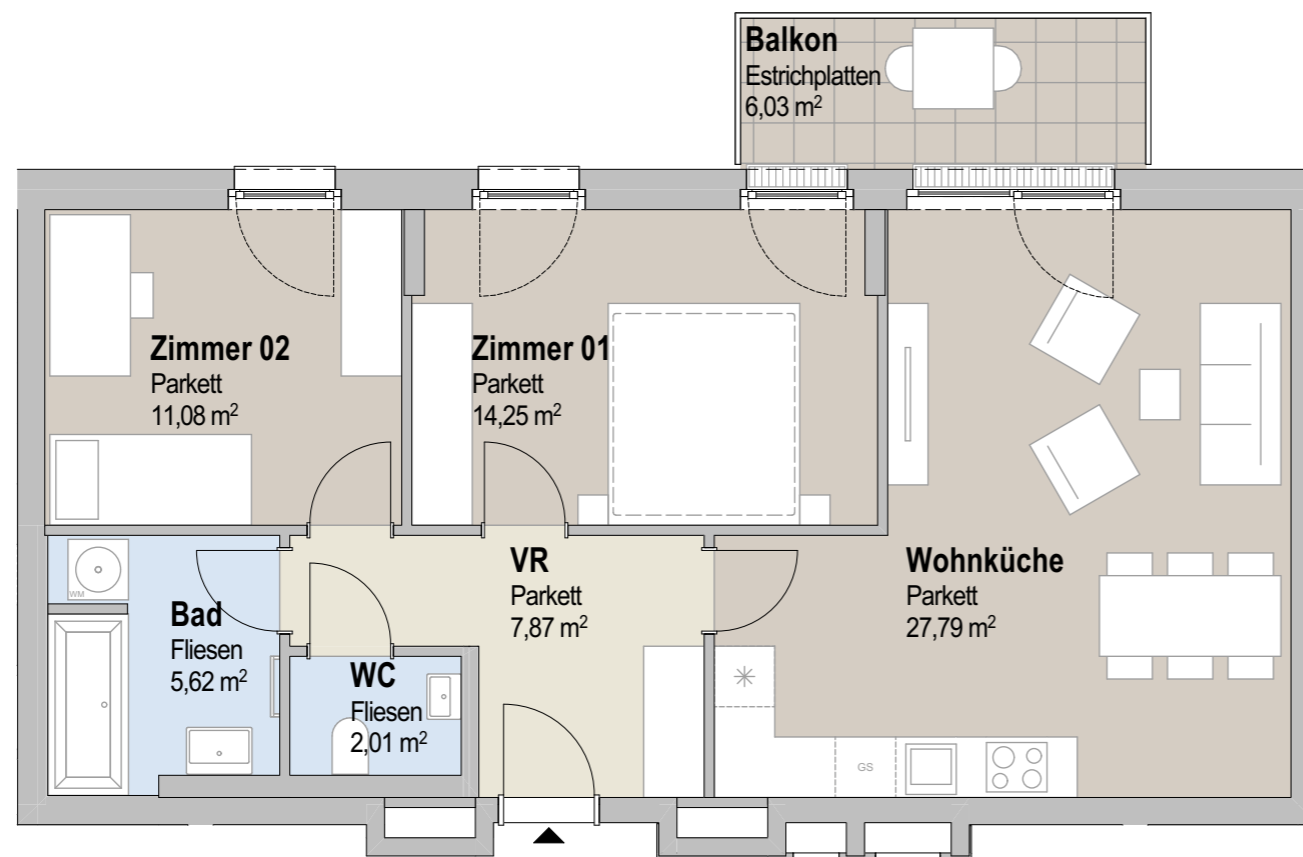 Balkon
Estrichplatten
6,03 m²
Zimmer 02
Parkett
11,08 m²
Zimmer 01
Parkett
14,25 m²
VR
Parkett
7,87 m²
Wohnküche
Parkett
27,79 m²
WM
Bad
Fliesen
5,62 m²
WC
Fliesen
2,01 m²
GS